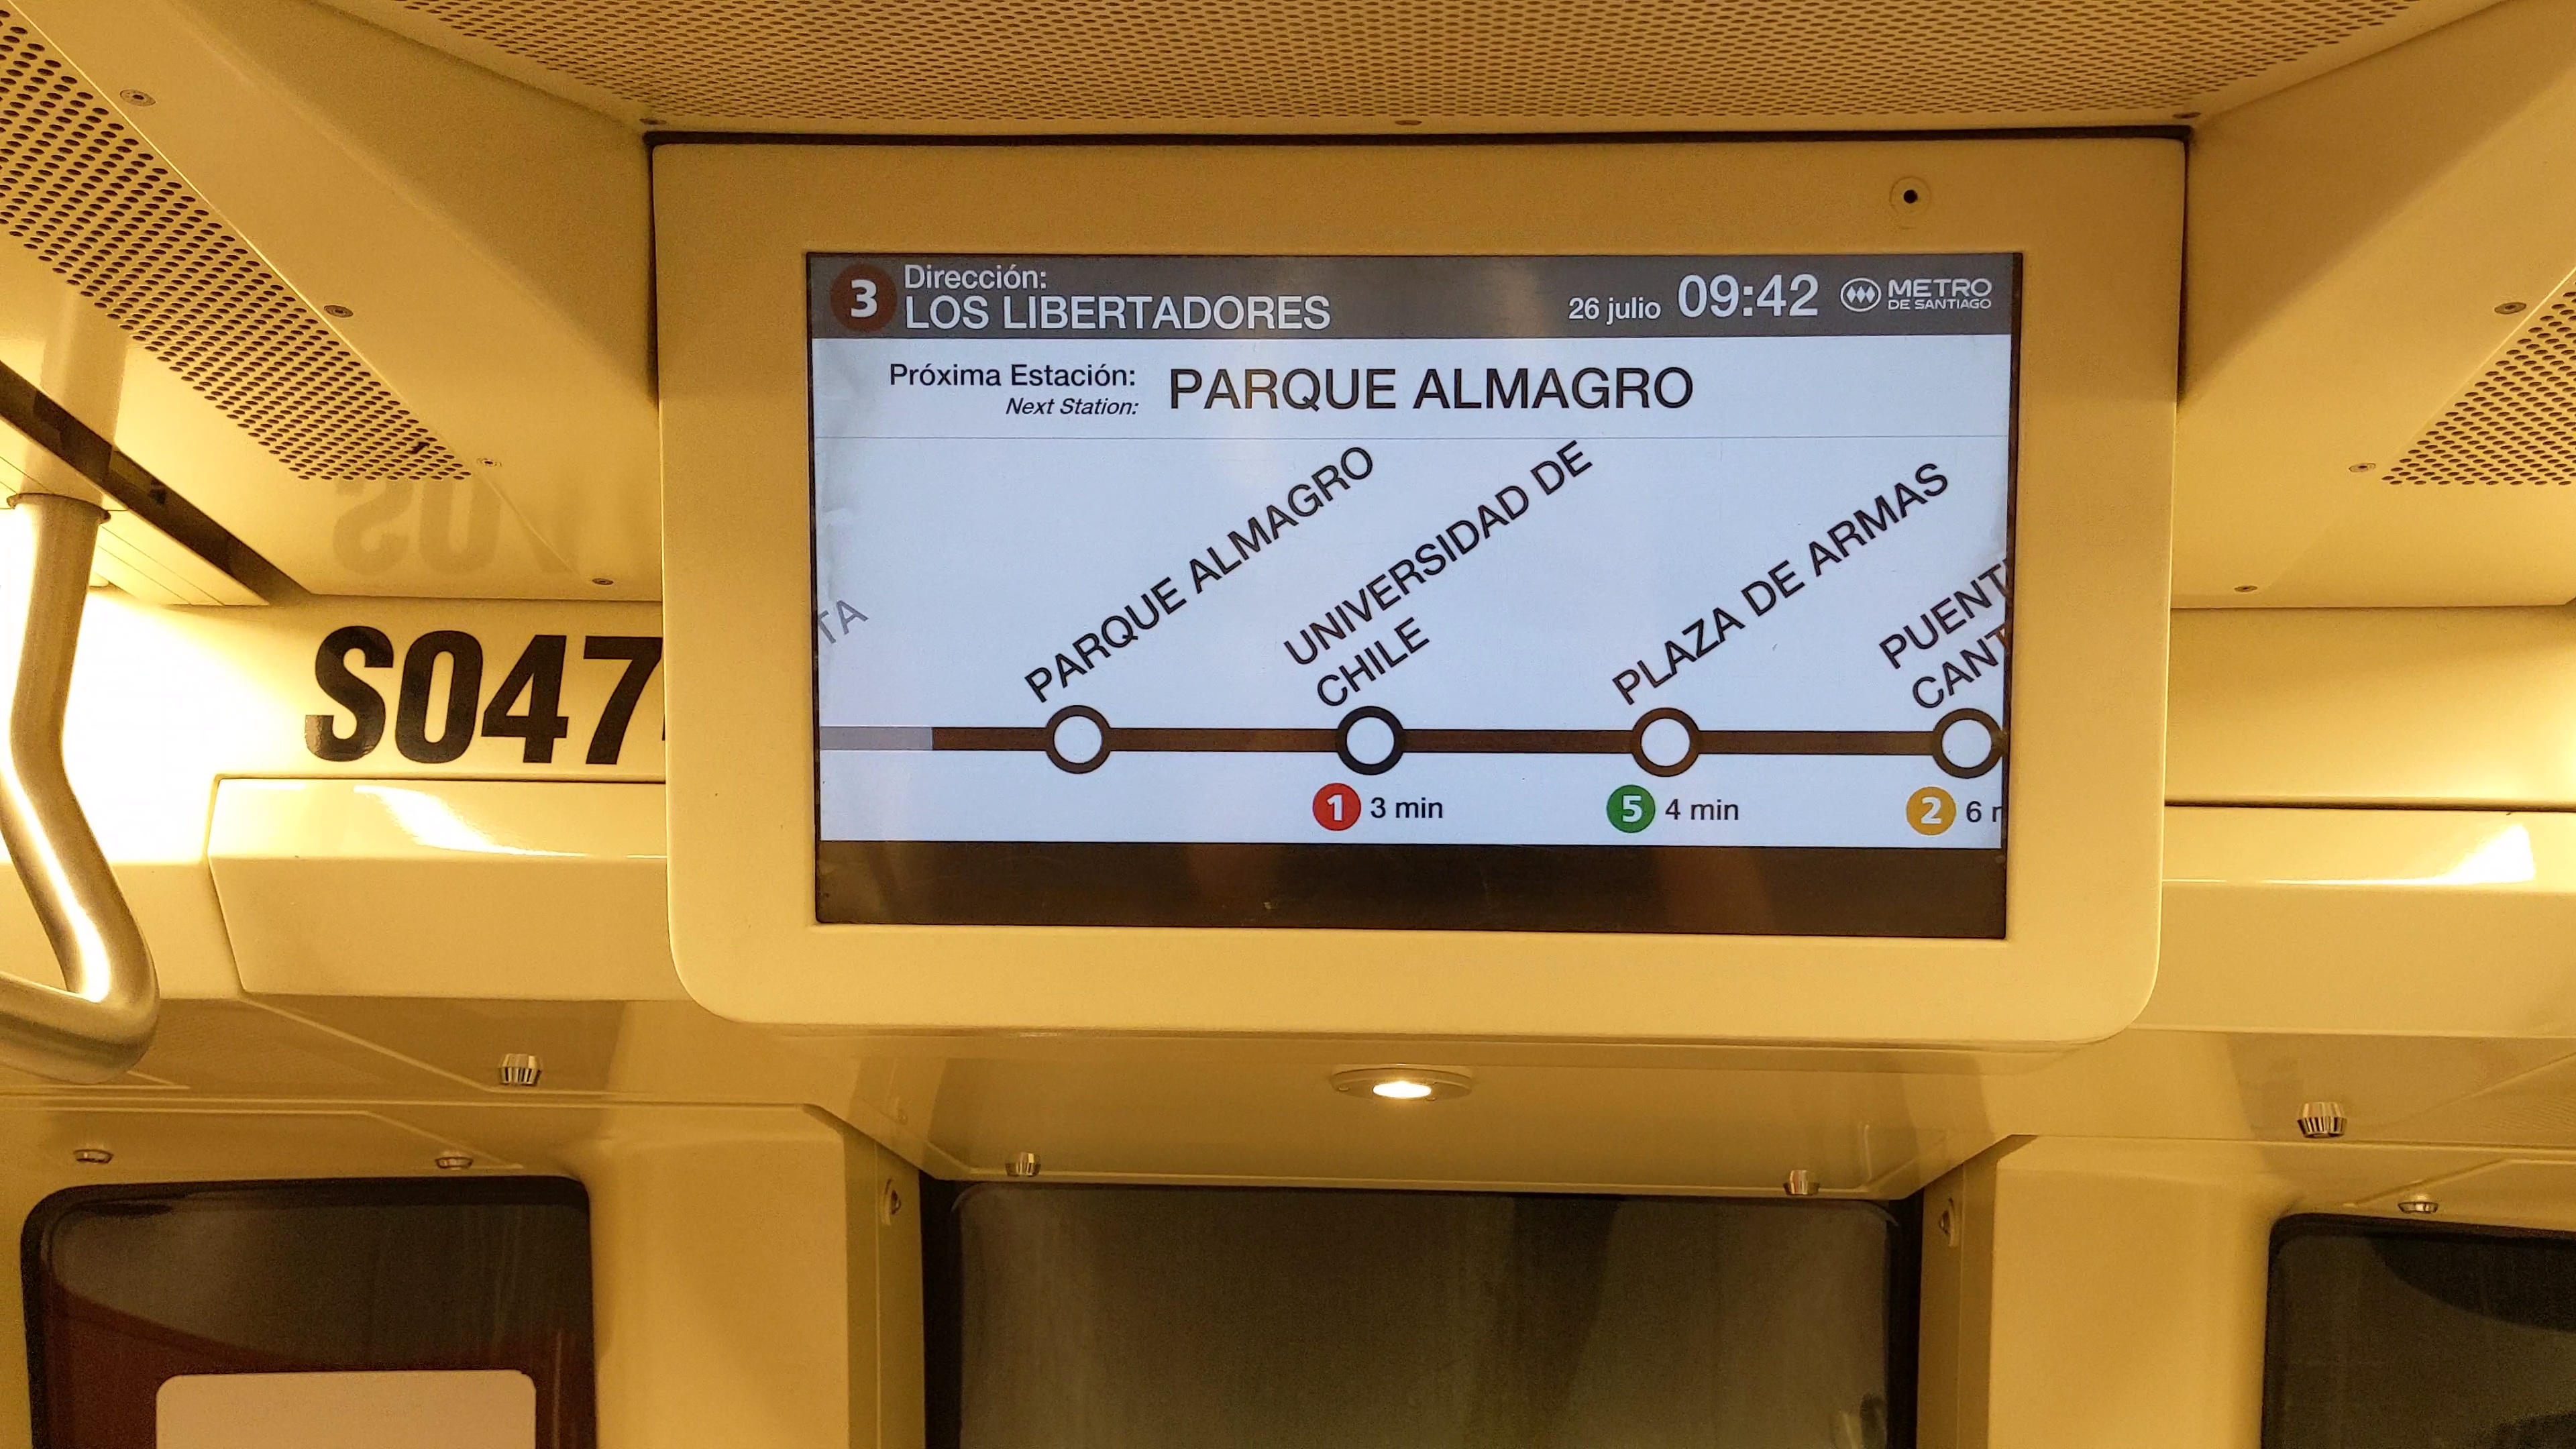 3 Dirección:
LOS LIBERTADORES
26 julio 09:42
METRO
DE SANTIAGO
Próxima Estación: PARQUE ALMAGRO
Next Station:
PARQUE ALMAGRO
UNIVERSIDAD DE
CHILE
PLAZA DE ARMAS
1 3 min
5 4 min
2 6
S047